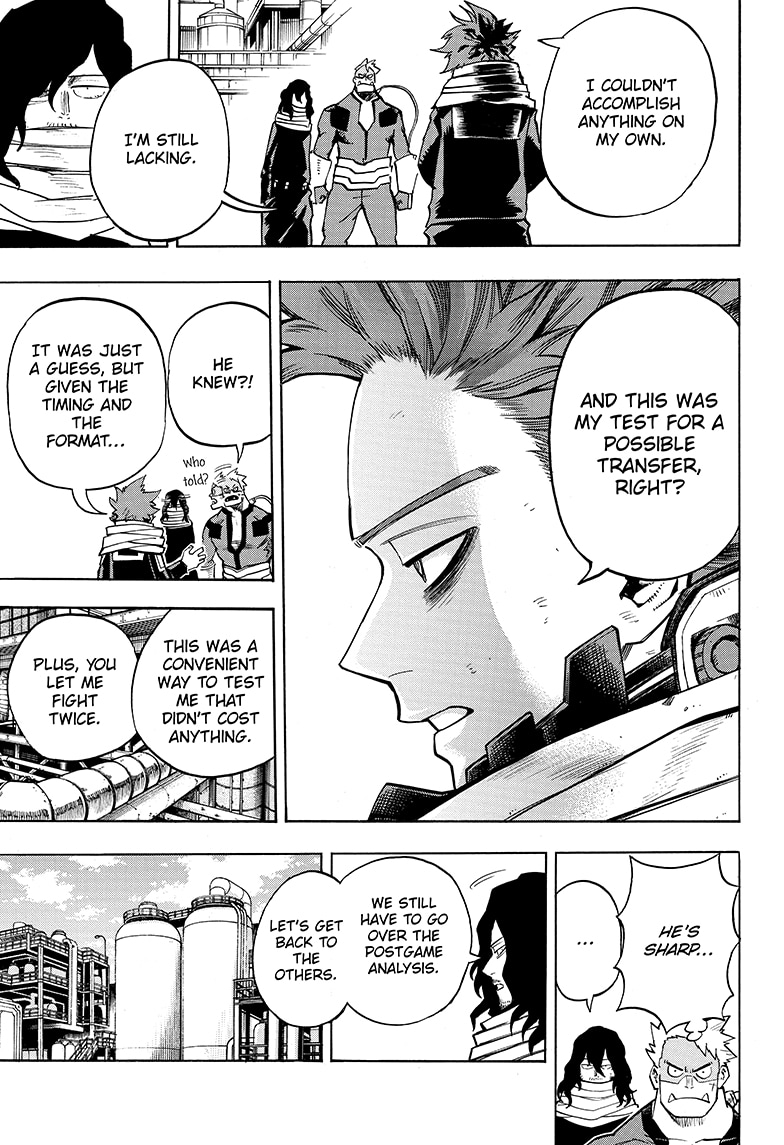 I COULDN'T
ACCOMPLISH
ANYTHING ON
MY OWN.
I'M STILL
LACKING.
AND THIS WAS
MY TEST FOR A
POSSIBLE
TRANSFER,
RIGHT?
HE
KNEW?!
Who
told?
IT WAS JUST
A GUESS, BUT
GIVEN THE
TIMING AND
THE
FORMAT...
THIS WAS A
CONVENIENT
WAY TO TEST
ME THAT
DIDN'T COST
ANYTHING.
PLUS, YOU
LET ME
FIGHT
TWICE.
HE'S
SHARP...
...
WE STILL
HAVE TO GO
OVER THE
POSTGAME
ANALYSIS.
LET'S GET
BACK TO
THE
OTHERS.